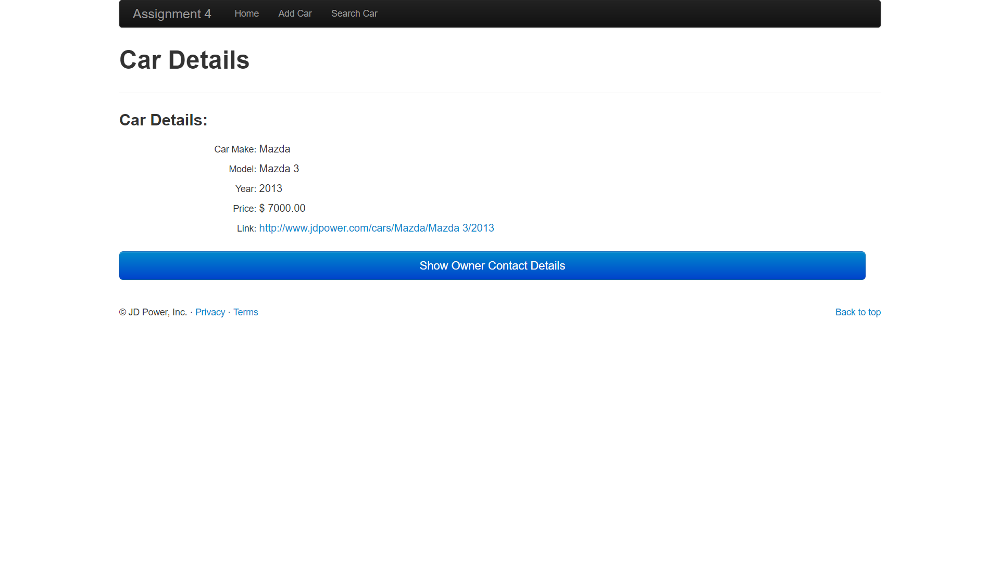 Assignment 4 Home Add Car Search Car
Car Details
Car Details:
Car Make: Mazda
Model: Mazda 3
Year: 2013
Price: $ 7000.00
Link: http://www.jdpower.com/cars/Mazda/Mazda 3/2013
Show Owner Contact Details
© JD Power, Inc. · Privacy · Terms Back to top